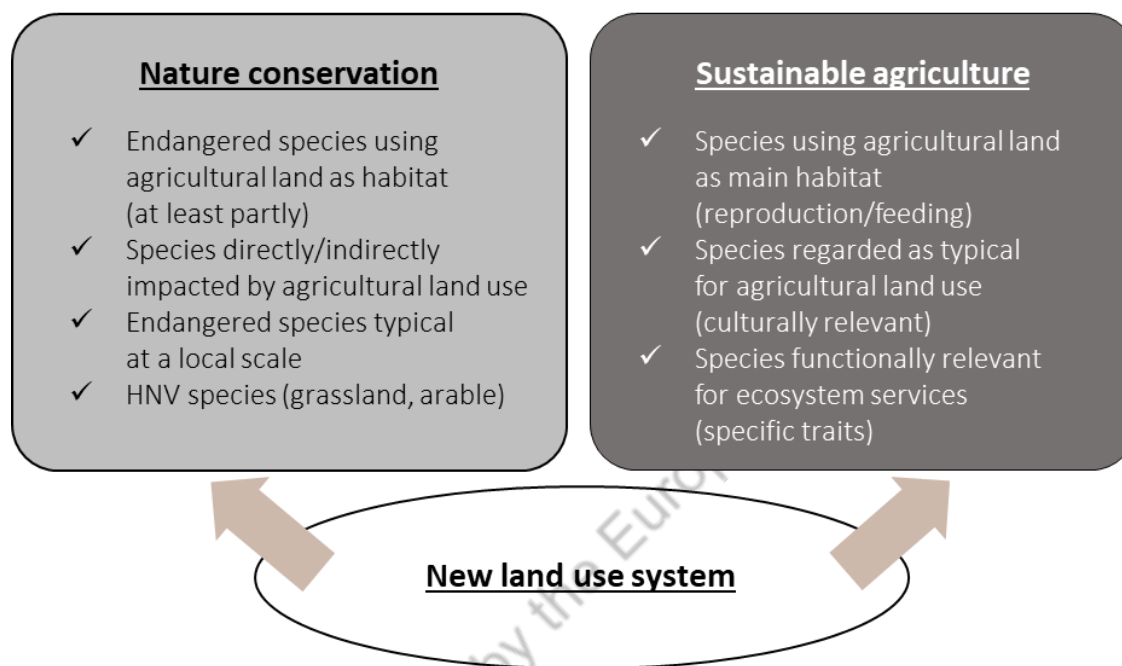 Nature conservation
✓ Endangered species using
agricultural land as habitat
(at least partly)
✓ Species directly/indirectly
impacted by agricultural land use
✓ Endangered species typical
at a local scale
✓ HNV species (grassland, arable)
Sustainable agriculture
✓ Species using agricultural land
as main habitat
(reproduction/feeding)
✓ Species regarded as typical
for agricultural land use
(culturally relevant)
✓ Species functionally relevant
for ecosystem services
(specific traits)
New land use system
by the Europ